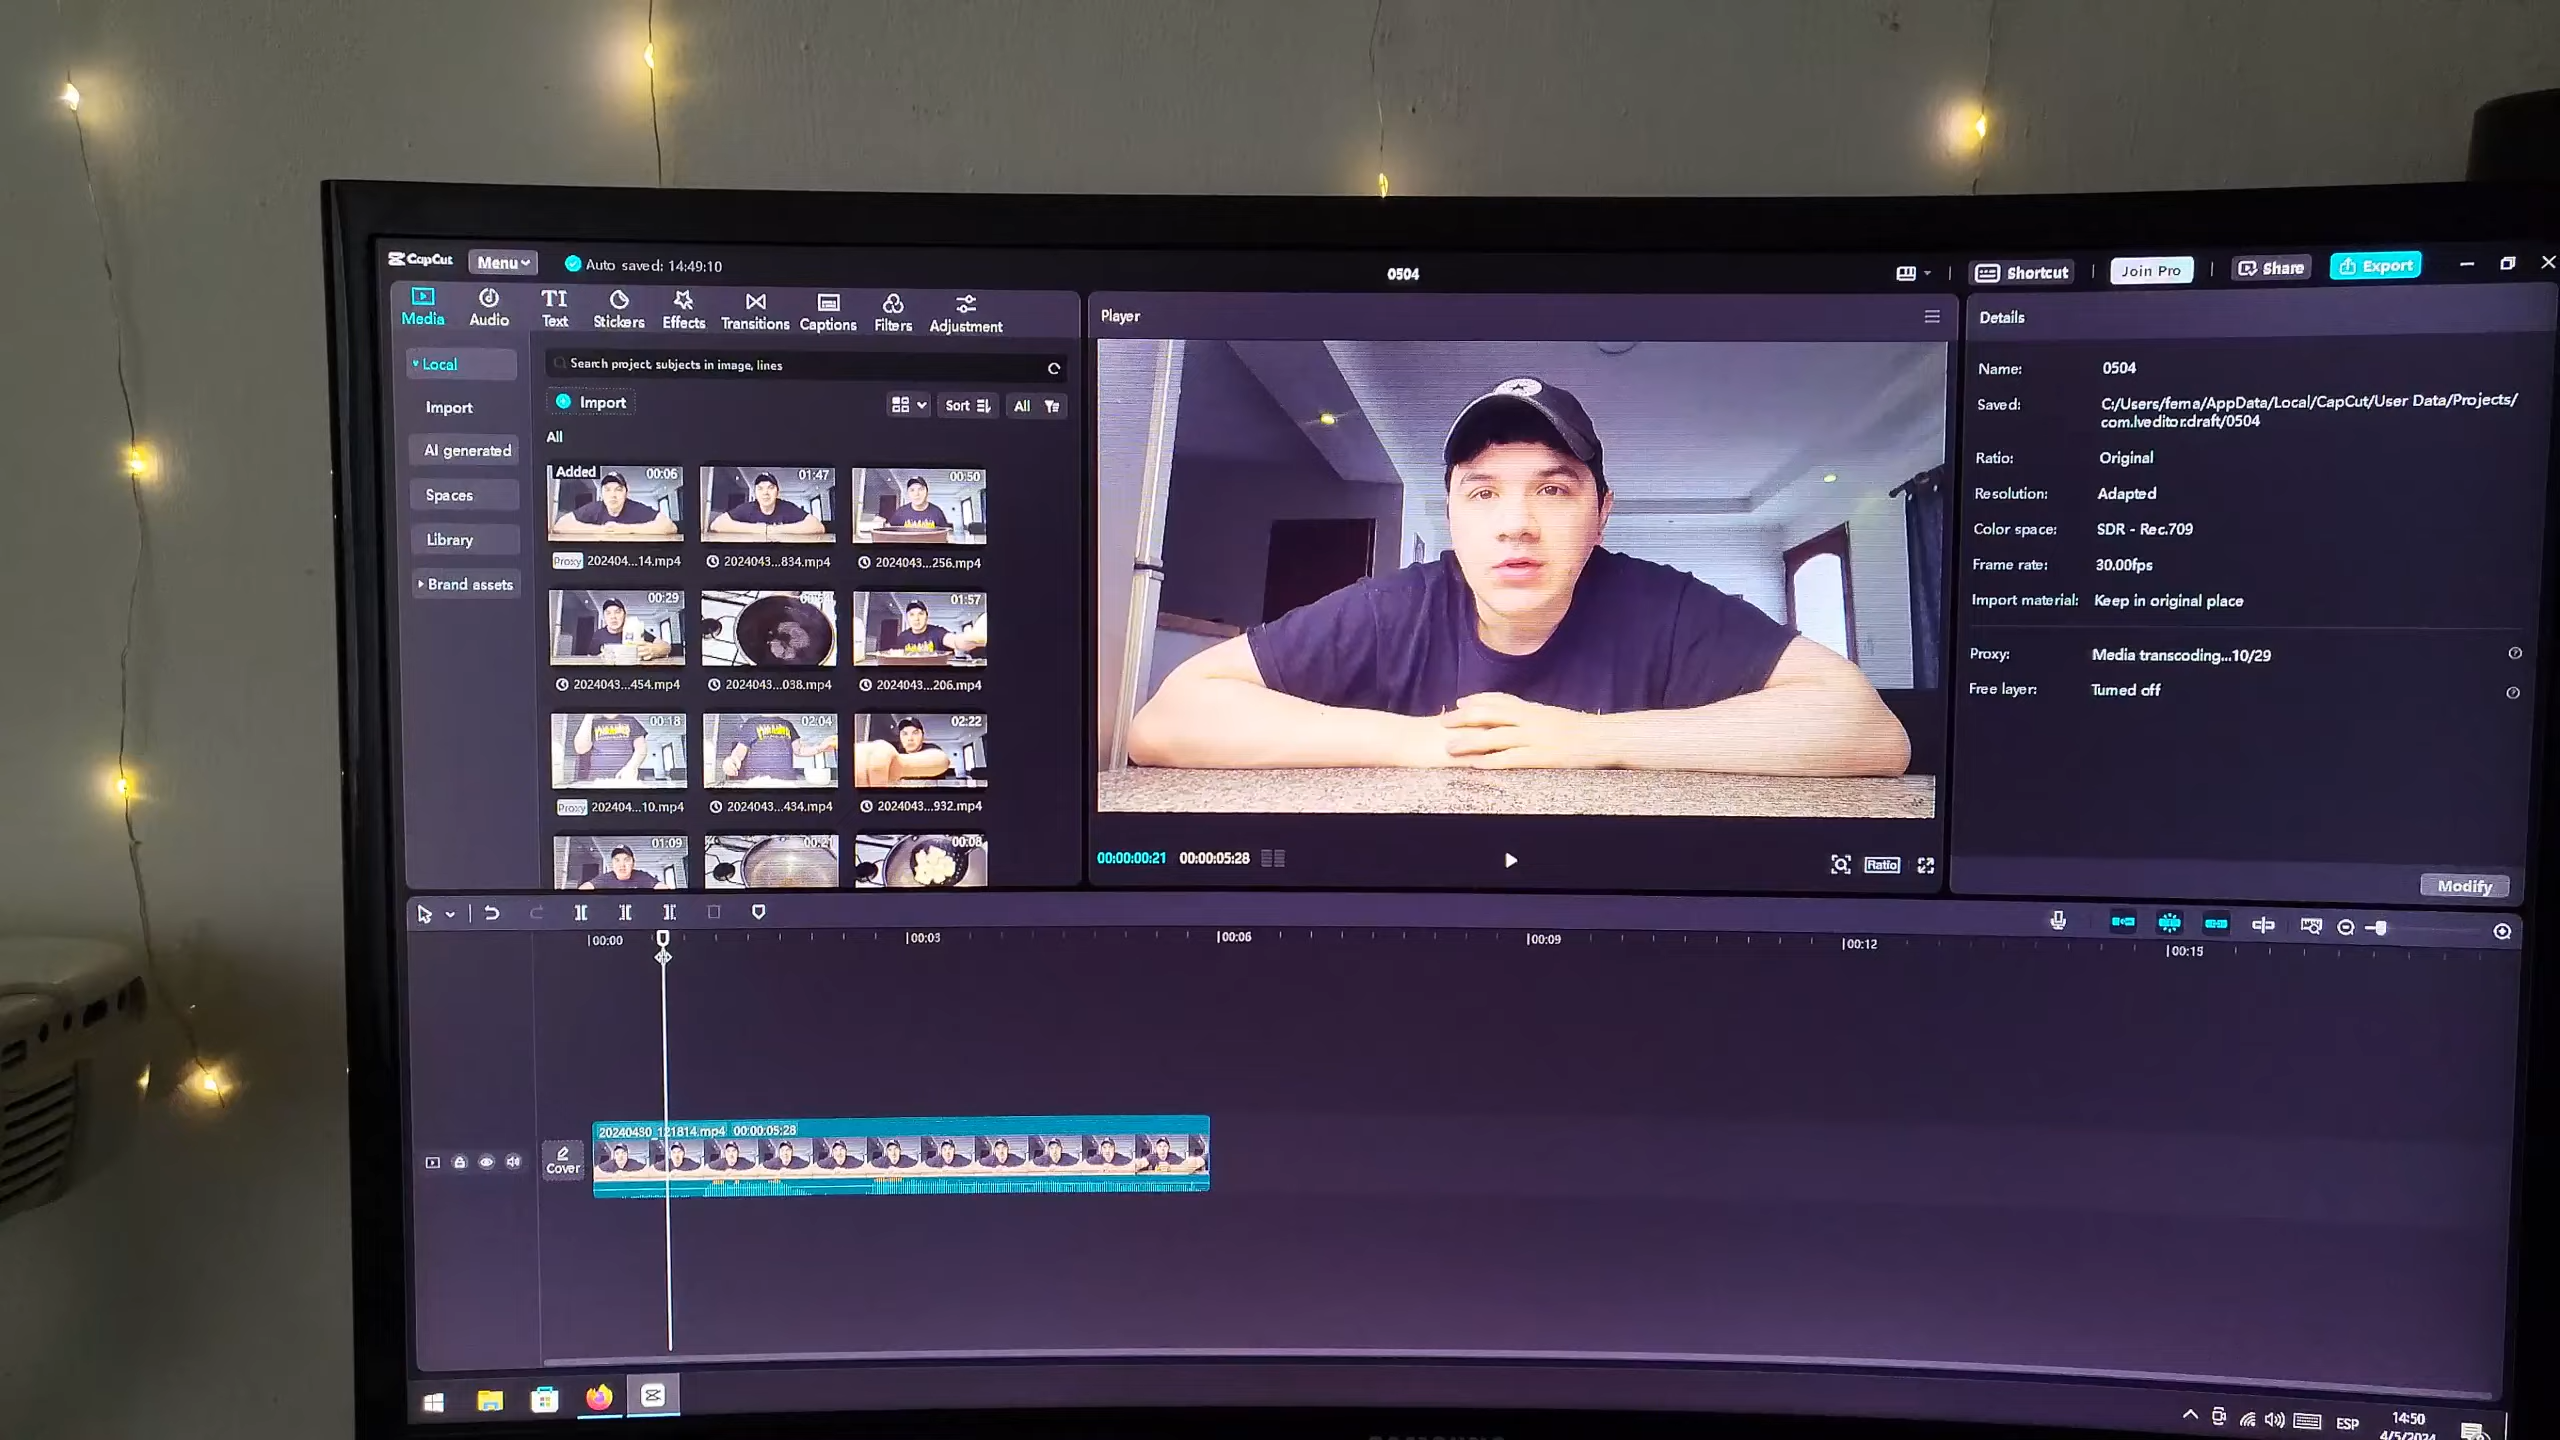 CapCut
Menu
Auto saved: 14:49:10
0504
Shortcut
Join Pro
Share
Export
Media
Audio
TI
Text
Stickers
Effects
Transitions
Captions
Filters
Adjustment
Local
Import
AI generated
Spaces
Library
Brand assets
Search project, subjects in image, lines
Import
Sort
All
All
Added 00:06
01:47
00:50
Proxy 202404...14.mp4
2024043...834.mp4
2024043...256.mp4
00:29
01:57
2024043...454.mp4
2024043...038.mp4
2024043...206.mp4
00:18
02:04
02:22
Proxy 202404...10.mp4
2024043...434.mp4
2024043...932.mp4
01:09
00:21
00:08
Player
00:00:00:21 00:00:05:28
Ratio
Details
Name: 0504
Saved: C:/Users/fema/AppData/Local/CapCut/User Data/Projects/
com.lveditor.draft/0504
Ratio: Original
Resolution: Adapted
Color space: SDR - Rec.709
Frame rate: 30.00fps
Import material: Keep in original place
Proxy: Media transcoding...10/29
Free layer: Turned off
Modify
00:00
00:03
00:06
00:09
00:12
00:15
20240430_121814.mp4 00:00:05:28
Cover
ESP
14:50
4/5/2024